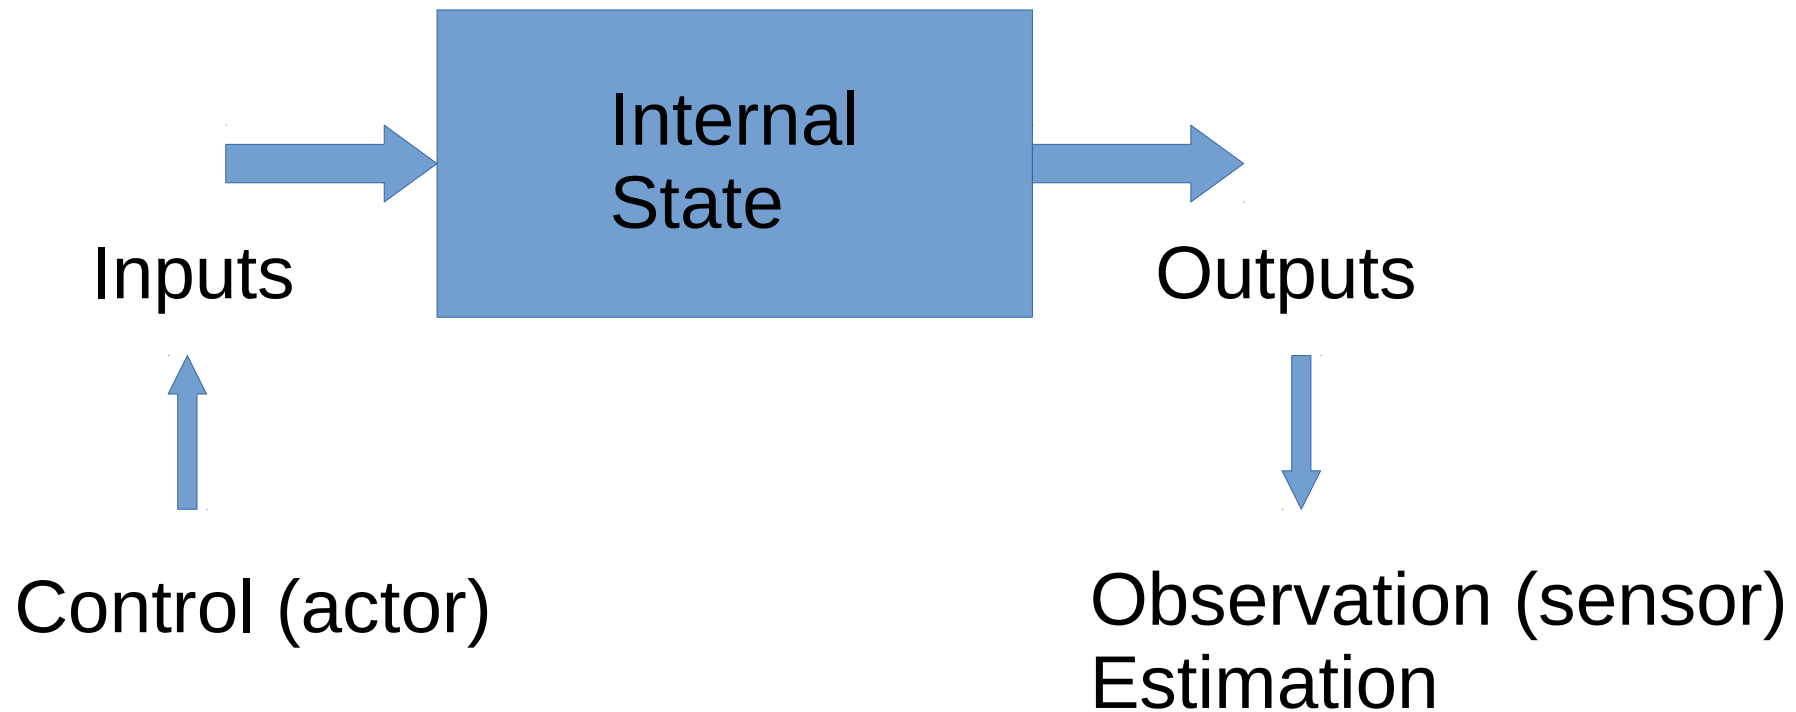 Internal
State
Inputs
Outputs
Control (actor)
Observation (sensor)
Estimation